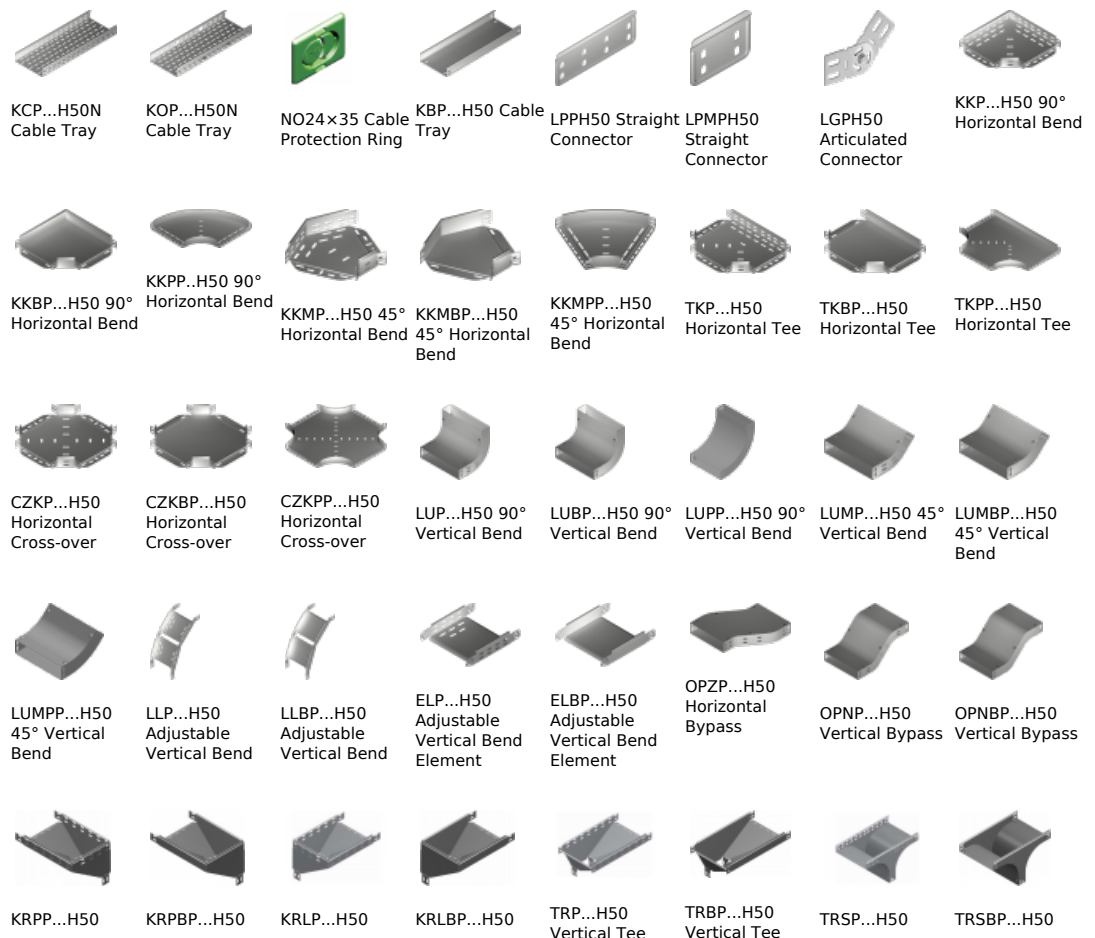 KCP...H50N
Cable Tray
KOP...H50N
Cable Tray
NO24×35 Cable
Protection Ring
KBP...H50 Cable
Tray
LPPH50 Straight
Connector
LPMPH50
Straight
Connector
LGPH50
Articulated
Connector
KKP...H50 90°
Horizontal Bend
KKBP...H50 90°
Horizontal Bend
KKPP..H50 90°
Horizontal Bend
KKMP...H50 45°
Horizontal Bend
KKMBP...H50
45° Horizontal
Bend
KKMPP...H50
45° Horizontal
Bend
TKP...H50
Horizontal Tee
TKBP...H50
Horizontal Tee
TKPP...H50
Horizontal Tee
CZKP...H50
Horizontal
Cross-over
CZKBP...H50
Horizontal
Cross-over
CZKPP...H50
Horizontal
Cross-over
LUP...H50 90°
Vertical Bend
LUBP...H50 90°
Vertical Bend
LUPP...H50 90°
Vertical Bend
LUMP...H50 45°
Vertical Bend
LUMBP...H50
45° Vertical
Bend
LUMPP...H50
45° Vertical
Bend
LLP...H50
Adjustable
Vertical Bend
LLBP...H50
Adjustable
Vertical Bend
ELP...H50
Adjustable
Vertical Bend
Element
ELBP...H50
Adjustable
Vertical Bend
Element
OPZP...H50
Horizontal
Bypass
OPNP...H50
Vertical Bypass
OPNBP...H50
Vertical Bypass
KRPP...H50
KRPBP...H50
KRLP...H50
KRLBP...H50
TRP...H50
Vertical Tee
TRBP...H50
Vertical Tee
TRSP...H50
TRSBP...H50